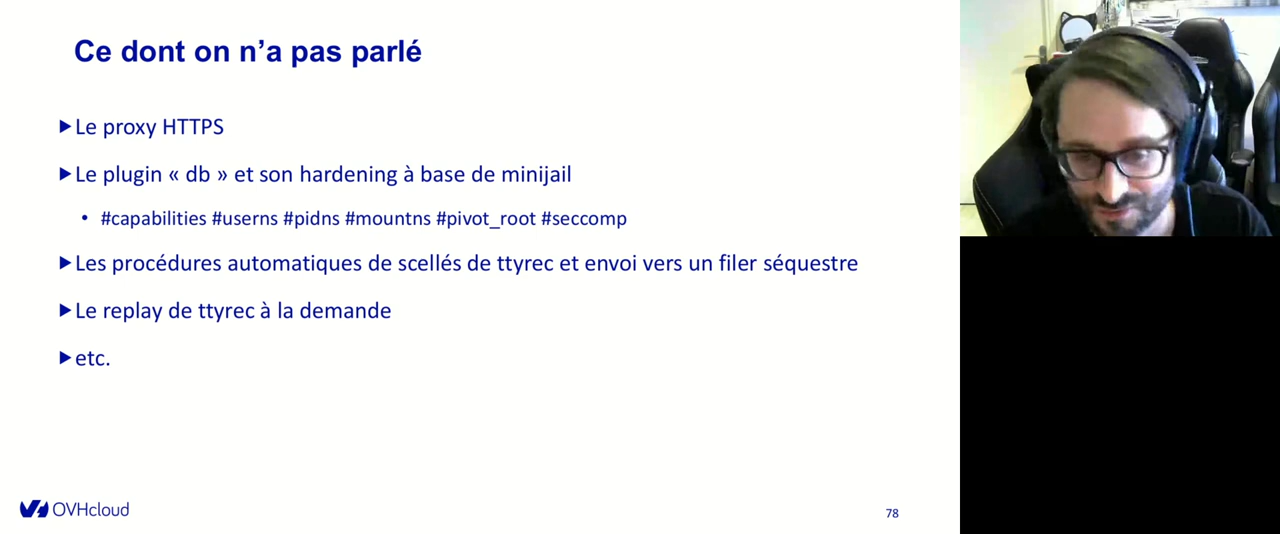 Ce dont on n'a pas parlé
Le proxy HTTPS
Le plugin « db » et son hardening à base de minijail
#capabilities #userns #pidns #mountns #pivot_root #seccomp
Les procédures automatiques de scellés de ttyrec et envoi vers un filer séquestre
Le replay de ttyrec à la demande
etc.
OVHcloud
78